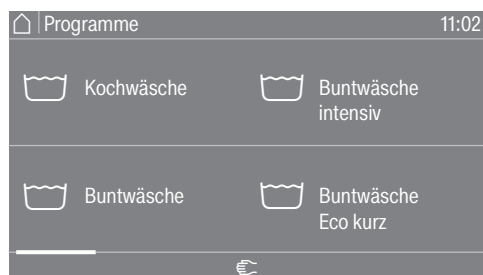 Programme 11:02
Kochwäsche
Buntwäsche
intensiv
Buntwäsche
Buntwäsche
Eco kurz